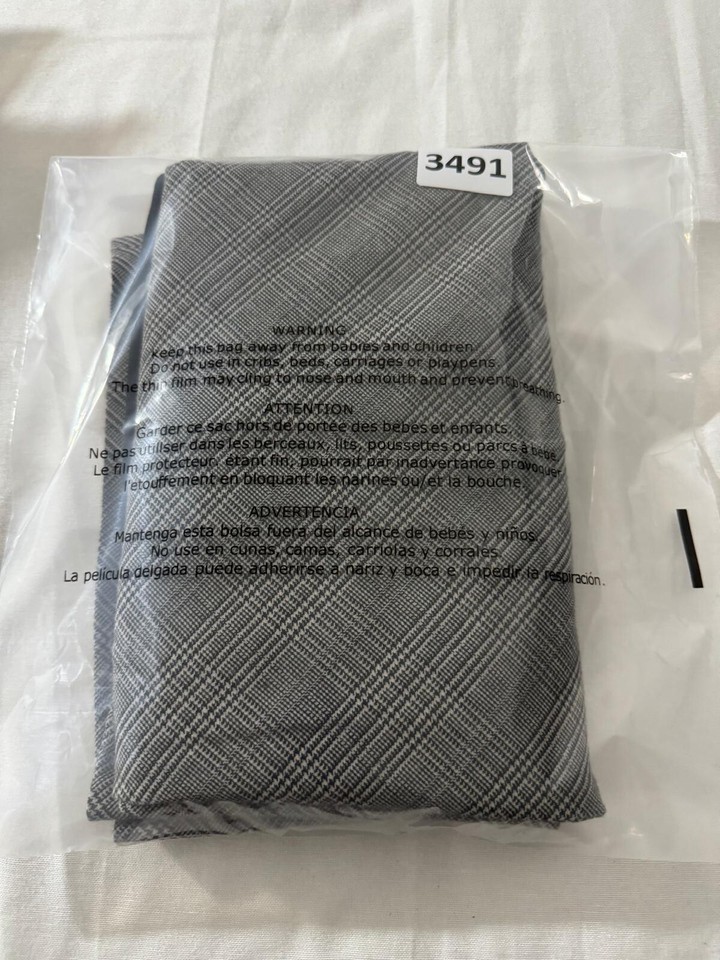 3491
WARNING
Keep this bag away from babies and children.
Do not use in cribs, beds, carriages or playpens.
The thin film may cling to nose and mouth and prevent breathing.
ATTENTION
Garder ce sac hors de portée des bebes et enfants.
Ne pas utiliser dans les berceaux, lits, poussettes ou parcs à bebe.
Le film protecteur, étant fin, pourrait par inadvertance provoquer
l'etouffement en bloquant les narines ou/et la bouche.
ADVERTENCIA
Mantenga esta bolsa fuera del alcance de bebés y niños.
No use en cunas, camas, carriolas y corrales.
La película delgada puede adherirse a nariz y boca e impedir la respiración.